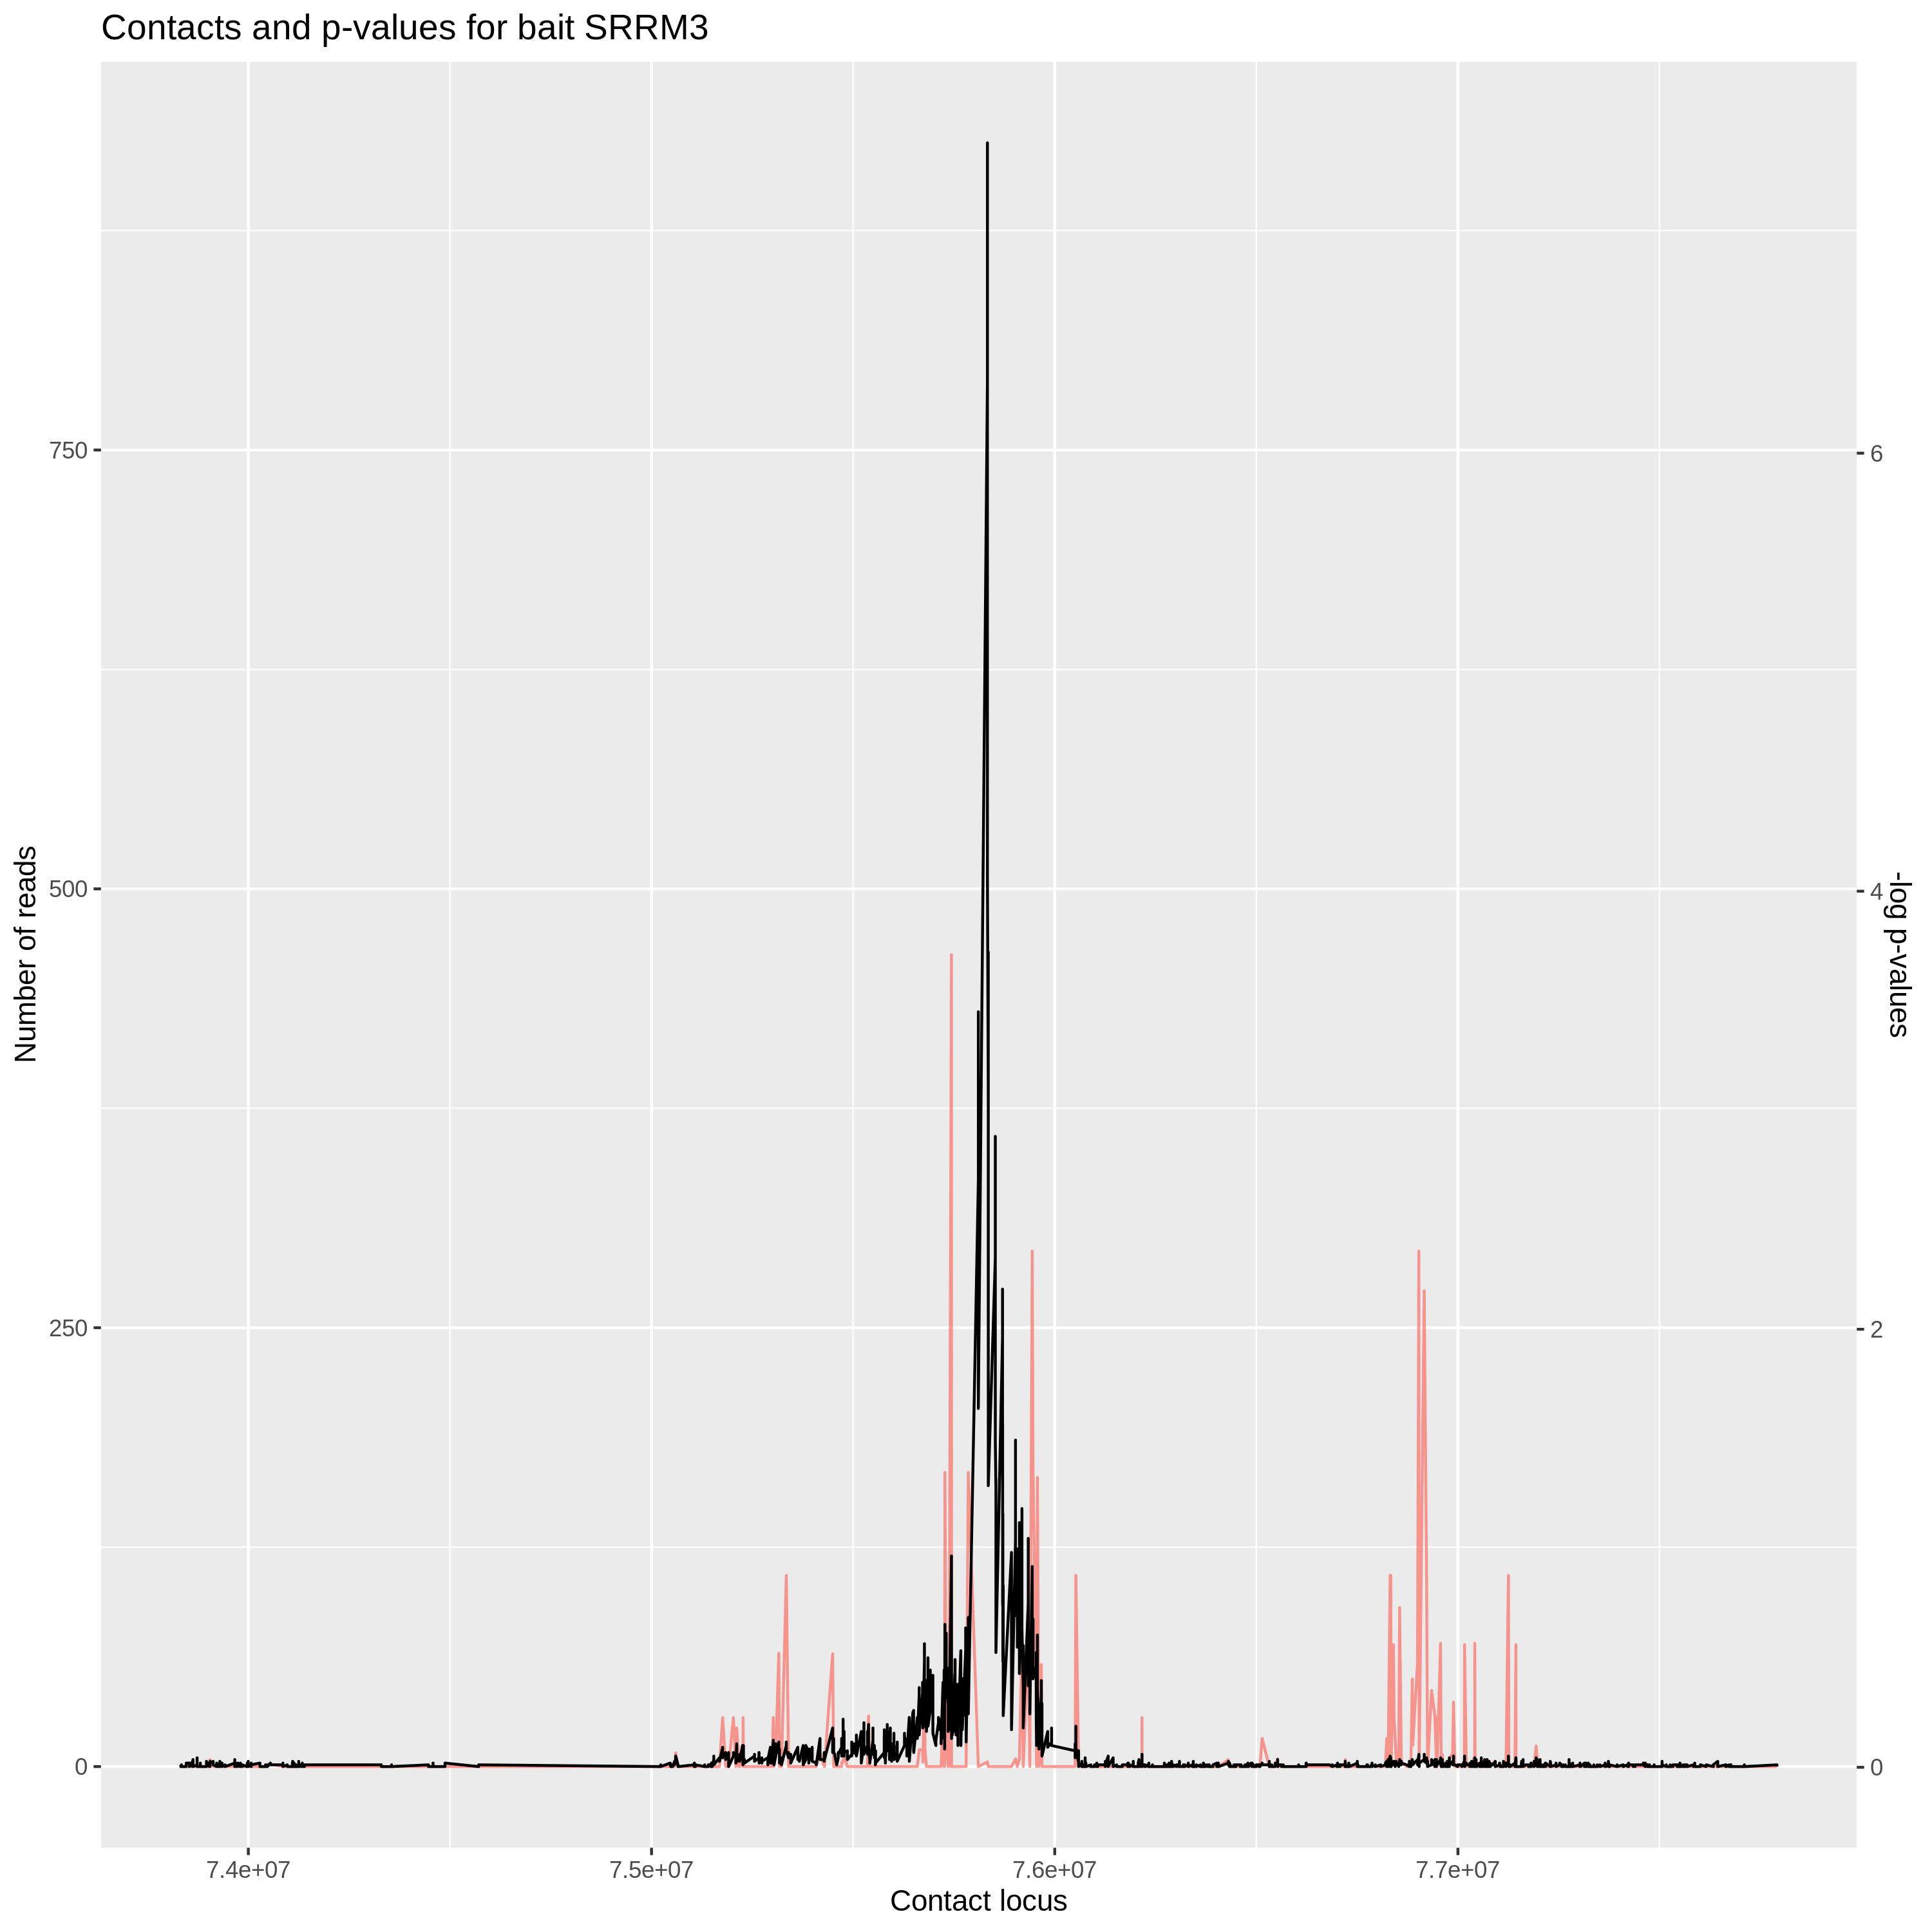 Contacts and p-values for bait SRRM3
Number of reads
750
500
250
0
6
4
2
0
-log p-values
7.4e+07
7.5e+07
7.6e+07
7.7e+07
Contact locus